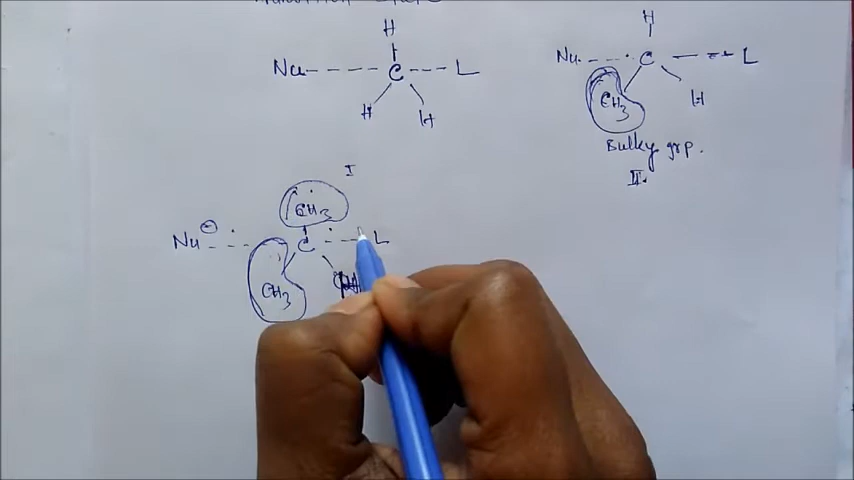 H
Nu ----- C --- L
H H
I
H
Nu ---- C --- L
CH3 H
Bulky grp.
II.
CH3
Nu⊖ --- C --- L
CH3